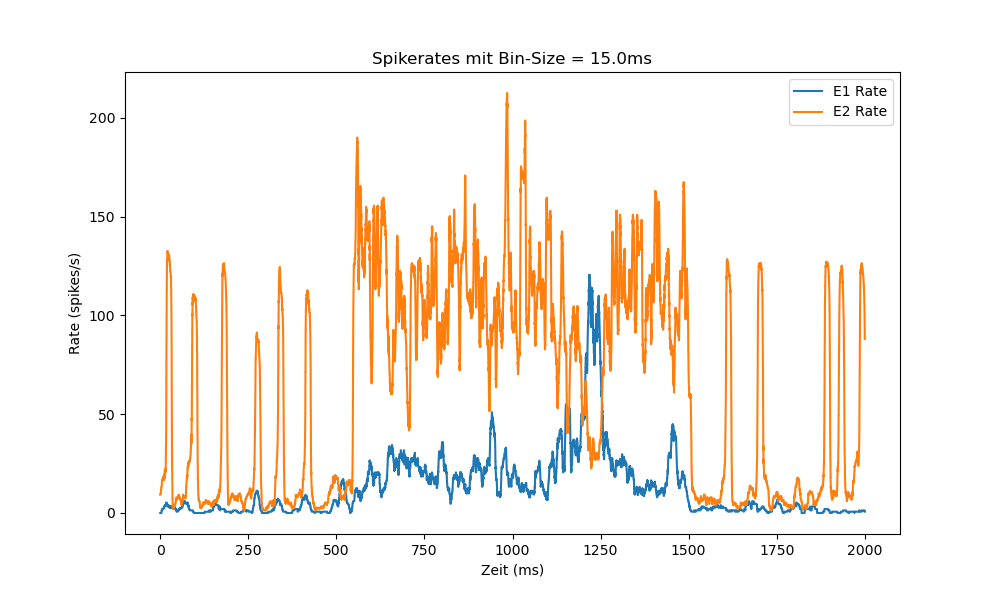 Spikerates mit Bin-Size = 15.0ms
E1 Rate
E2 Rate
200
150
100
50
0
Rate (spikes/s)
0 250 500 750 1000 1250 1500 1750 2000
Zeit (ms)